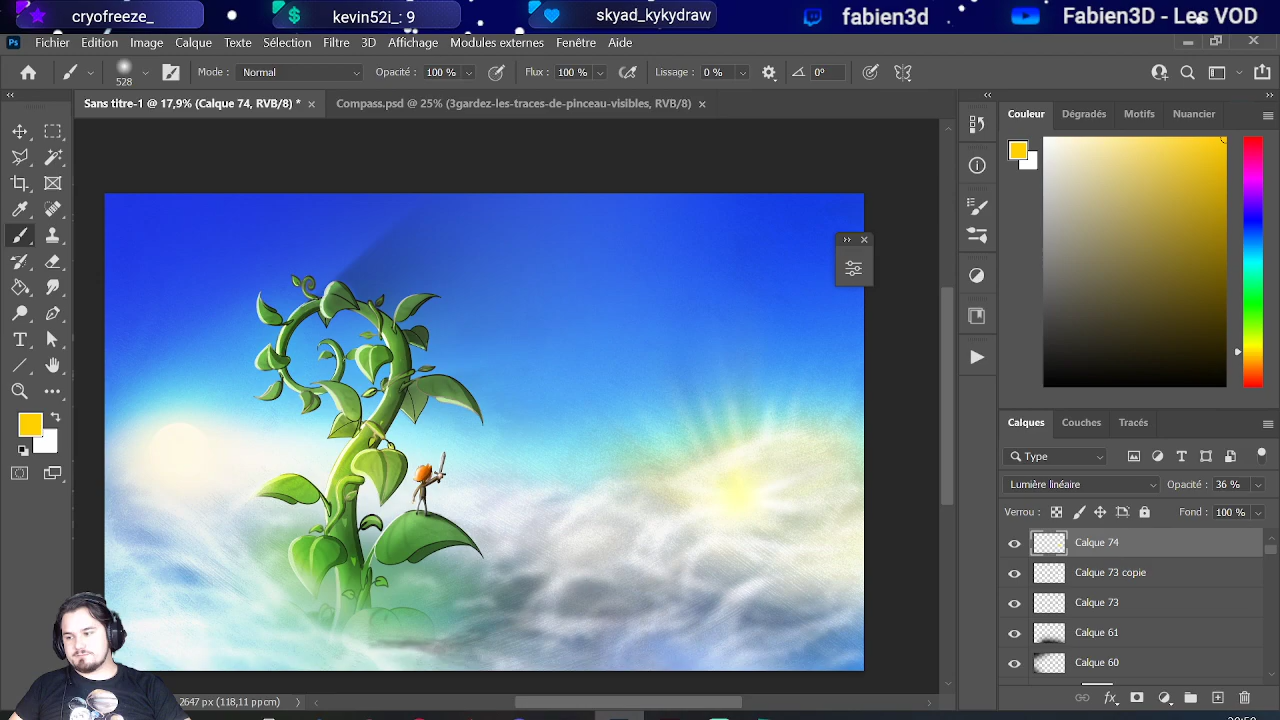 cryofreeze_
kevin52i_: 9
skyad_kykydraw
fabien3d
Fabien3D - Les VOD
Ps Fichier Edition Image Calque Texte Sélection Filtre 3D Affichage Modules externes Fenêtre Aide
528 Mode : Normal Opacité : 100 % Flux : 100 % Lissage : 0 % 0°
Sans titre-1 @ 17,9% (Calque 74, RVB/8) * Compass.psd @ 25% (3gardez-les-traces-de-pinceau-visibles, RVB/8)
Couleur Dégradés Motifs Nuancier
Calques Couches Tracés
Type
Lumière linéaire Opacité : 36 %
Verrou : Fond : 100 %
Calque 74
Calque 73 copie
Calque 73
Calque 61
Calque 60
2647 px (118,11 ppcm)